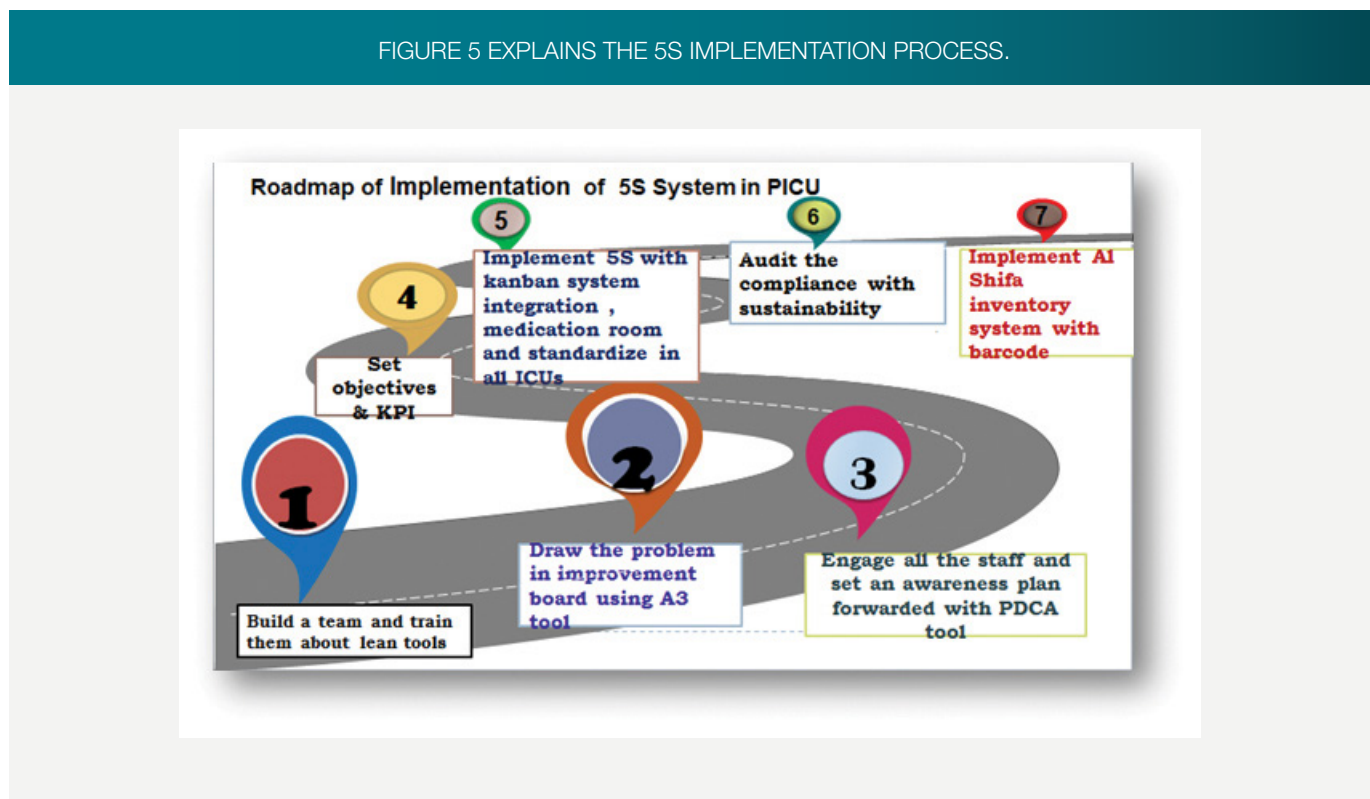 FIGURE 5 EXPLAINS THE 5S IMPLEMENTATION PROCESS.
Roadmap of Implementation of 5S System in PICU
1
Build a team and train
them about lean tools
2
Draw the problem
in improvement
board using A3
tool
3
Engage all the staff and
set an awareness plan
forwarded with PDCA
tool
4
Set
objectives
& KPI
5
Implement 5S with
kanban system
integration ,
medication room
and standardize in
all ICUs
6
Audit the
compliance with
sustainability
7
Implement Al
Shifa
inventory
system with
barcode